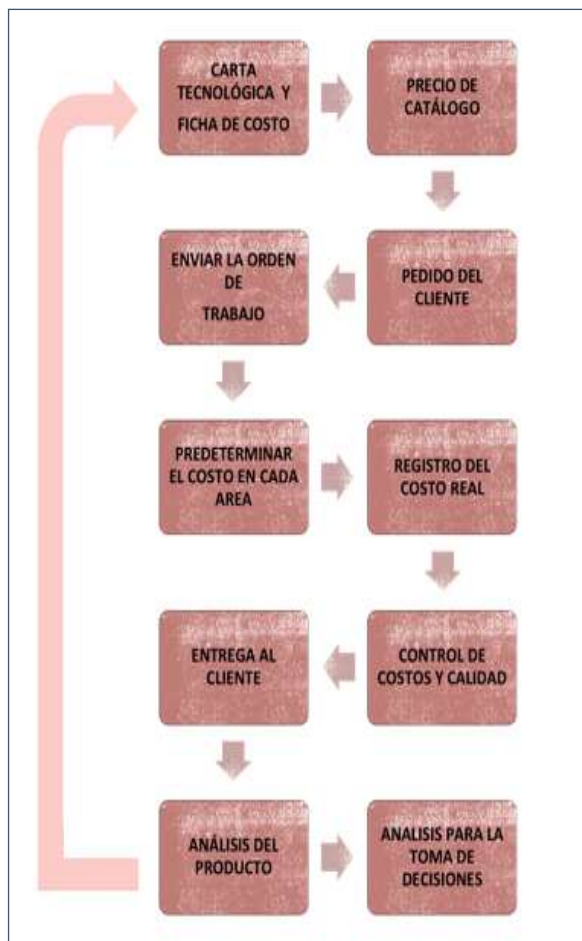 CARTA
TECNOLÓGICA Y
FICHA DE COSTO
PRECIO DE
CATÁLOGO
PEDIDO DEL
CLIENTE
ENVIAR LA ORDEN
DE
TRABAJO
PREDETERMINAR
EL COSTO EN CADA
AREA
REGISTRO DEL
COSTO REAL
CONTROL DE
COSTOS Y CALIDAD
ENTREGA AL
CLIENTE
ANÁLISIS DEL
PRODUCTO
ANALISIS PARA LA
TOMA DE
DECISIONES